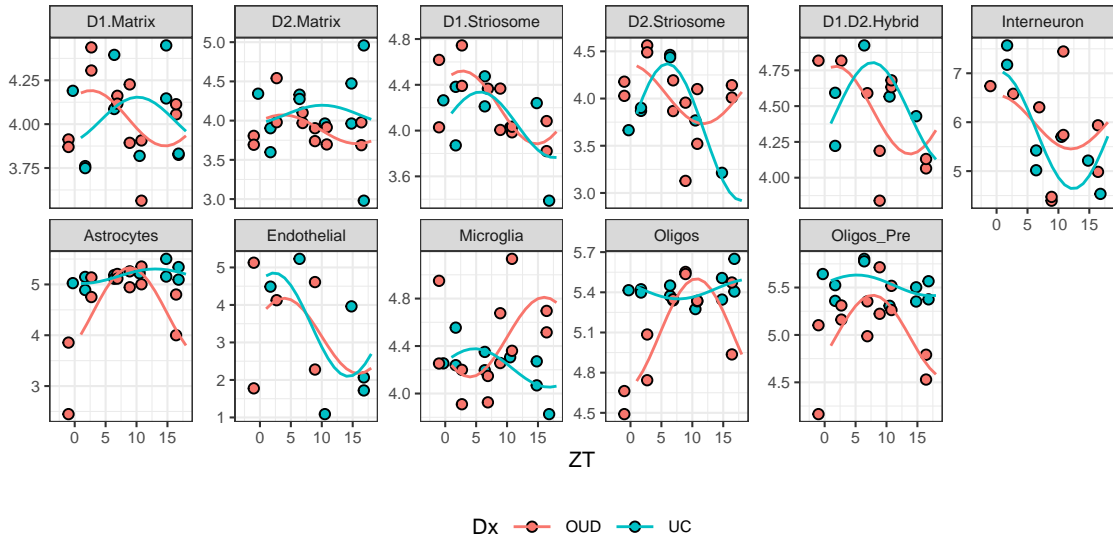 D1.Matrix D2.Matrix D1.Striosome D2.Striosome D1.D2.Hybrid Interneuron
4.25 4.00 3.75
5.0 4.5 4.0 3.5 3.0
4.8 4.4 4.0 3.6
4.5 4.0 3.5 3.0
4.75 4.50 4.25 4.00
7 6 5
Astrocytes Endothelial Microglia Oligos Oligos_Pre
5 4 3
5 4 3 2 1
4.8 4.4 4.0
5.7 5.4 5.1 4.8 4.5
5.5 5.0 4.5
0 5 10 15 0 5 10 15 0 5 10 15 0 5 10 15 0 5 10 15
ZT
Dx OUD UC